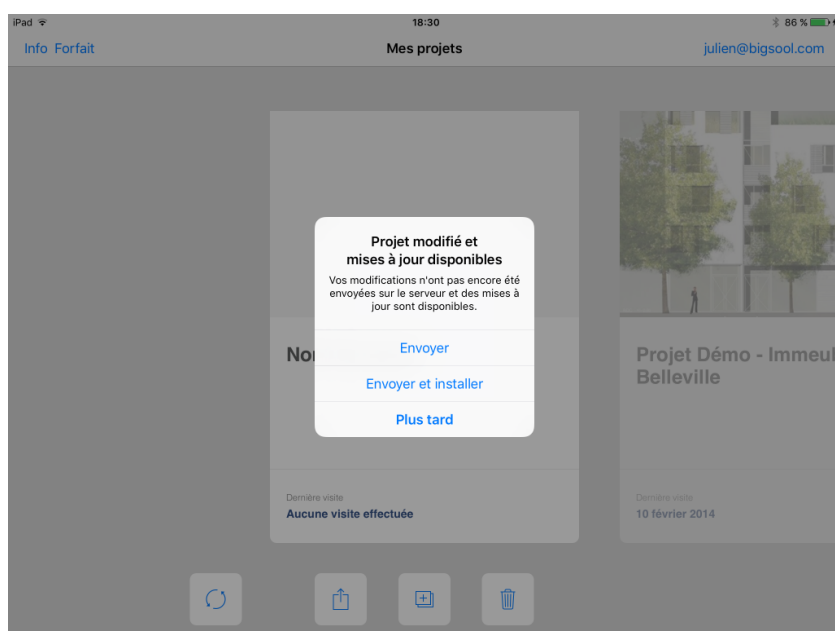 iPad 18:30 86 %
Info Forfait Mes projets julien@bigsool.com
Projet modifié et
mises à jour disponibles
Vos modifications n'ont pas encore été
envoyées sur le serveur et des mises à
jour sont disponibles.
Envoyer
Envoyer et installer
Plus tard
Dernière visite
Aucune visite effectuée
Projet Démo - Immeul
Belleville
Dernière visite
10 février 2014